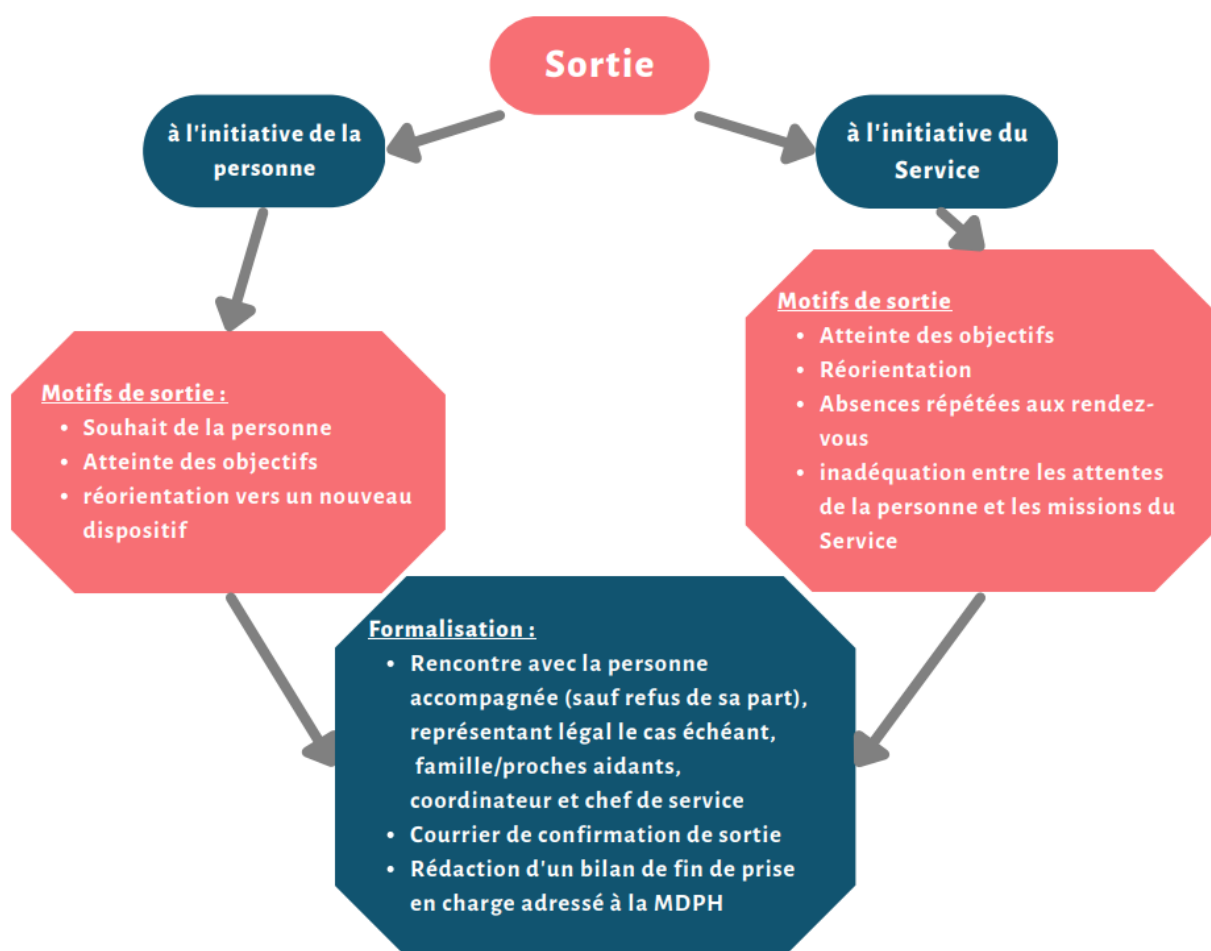 Sortie
à l'initiative de la
personne
à l'initiative du
Service
Motifs de sortie :
• Souhait de la personne
• Atteinte des objectifs
• réorientation vers un nouveau
dispositif
Motifs de sortie
• Atteinte des objectifs
• Réorientation
• Absences répétées aux rendez-
vous
• inadéquation entre les attentes
de la personne et les missions du
Service
Formalisation :
• Rencontre avec la personne
accompagnée (sauf refus de sa part),
représentant légal le cas échéant,
famille/proches aidants,
coordinateur et chef de service
• Courrier de confirmation de sortie
• Rédaction d'un bilan de fin de prise
en charge adressé à la MDPH